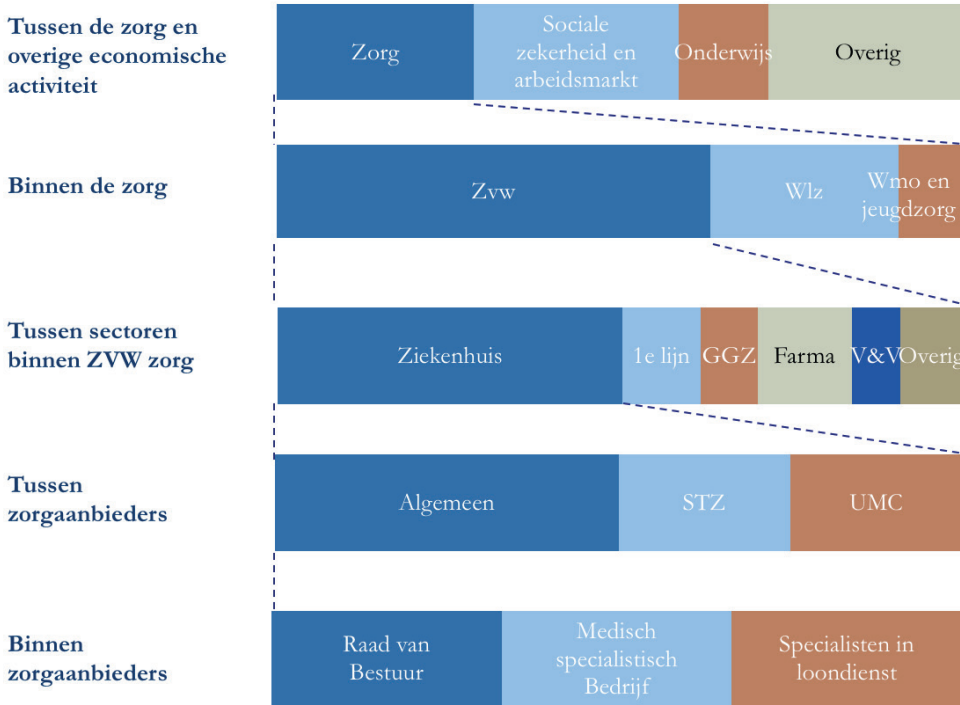 Tussen de zorg en
overige economische
activiteit
Zorg
Sociale
zekerheid en
arbeidsmarkt
Onderwijs
Overig
Binnen de zorg
Zvw
Wlz
Wmo en
jeugdzorg
Tussen sectoren
binnen ZVW zorg
Ziekenhuis
1e lijn
GGZ
Farma
V&V
Overig
Tussen
zorgaanbieders
Algemeen
STZ
UMC
Binnen
zorgaanbieders
Raad van
Bestuur
Medisch
specialistisch
Bedrijf
Specialisten in
loondienst